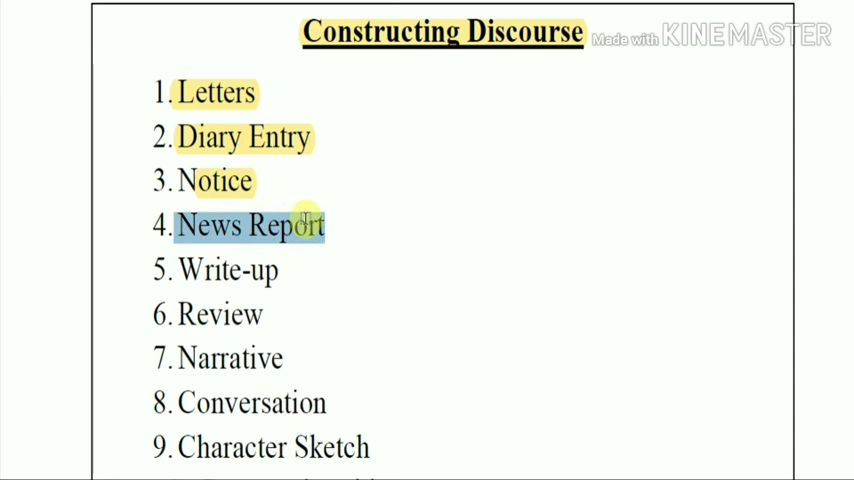 Constructing Discourse
Made with KINEMASTER
1. Letters
2. Diary Entry
3. Notice
4. News Report
5. Write-up
6. Review
7. Narrative
8. Conversation
9. Character Sketch